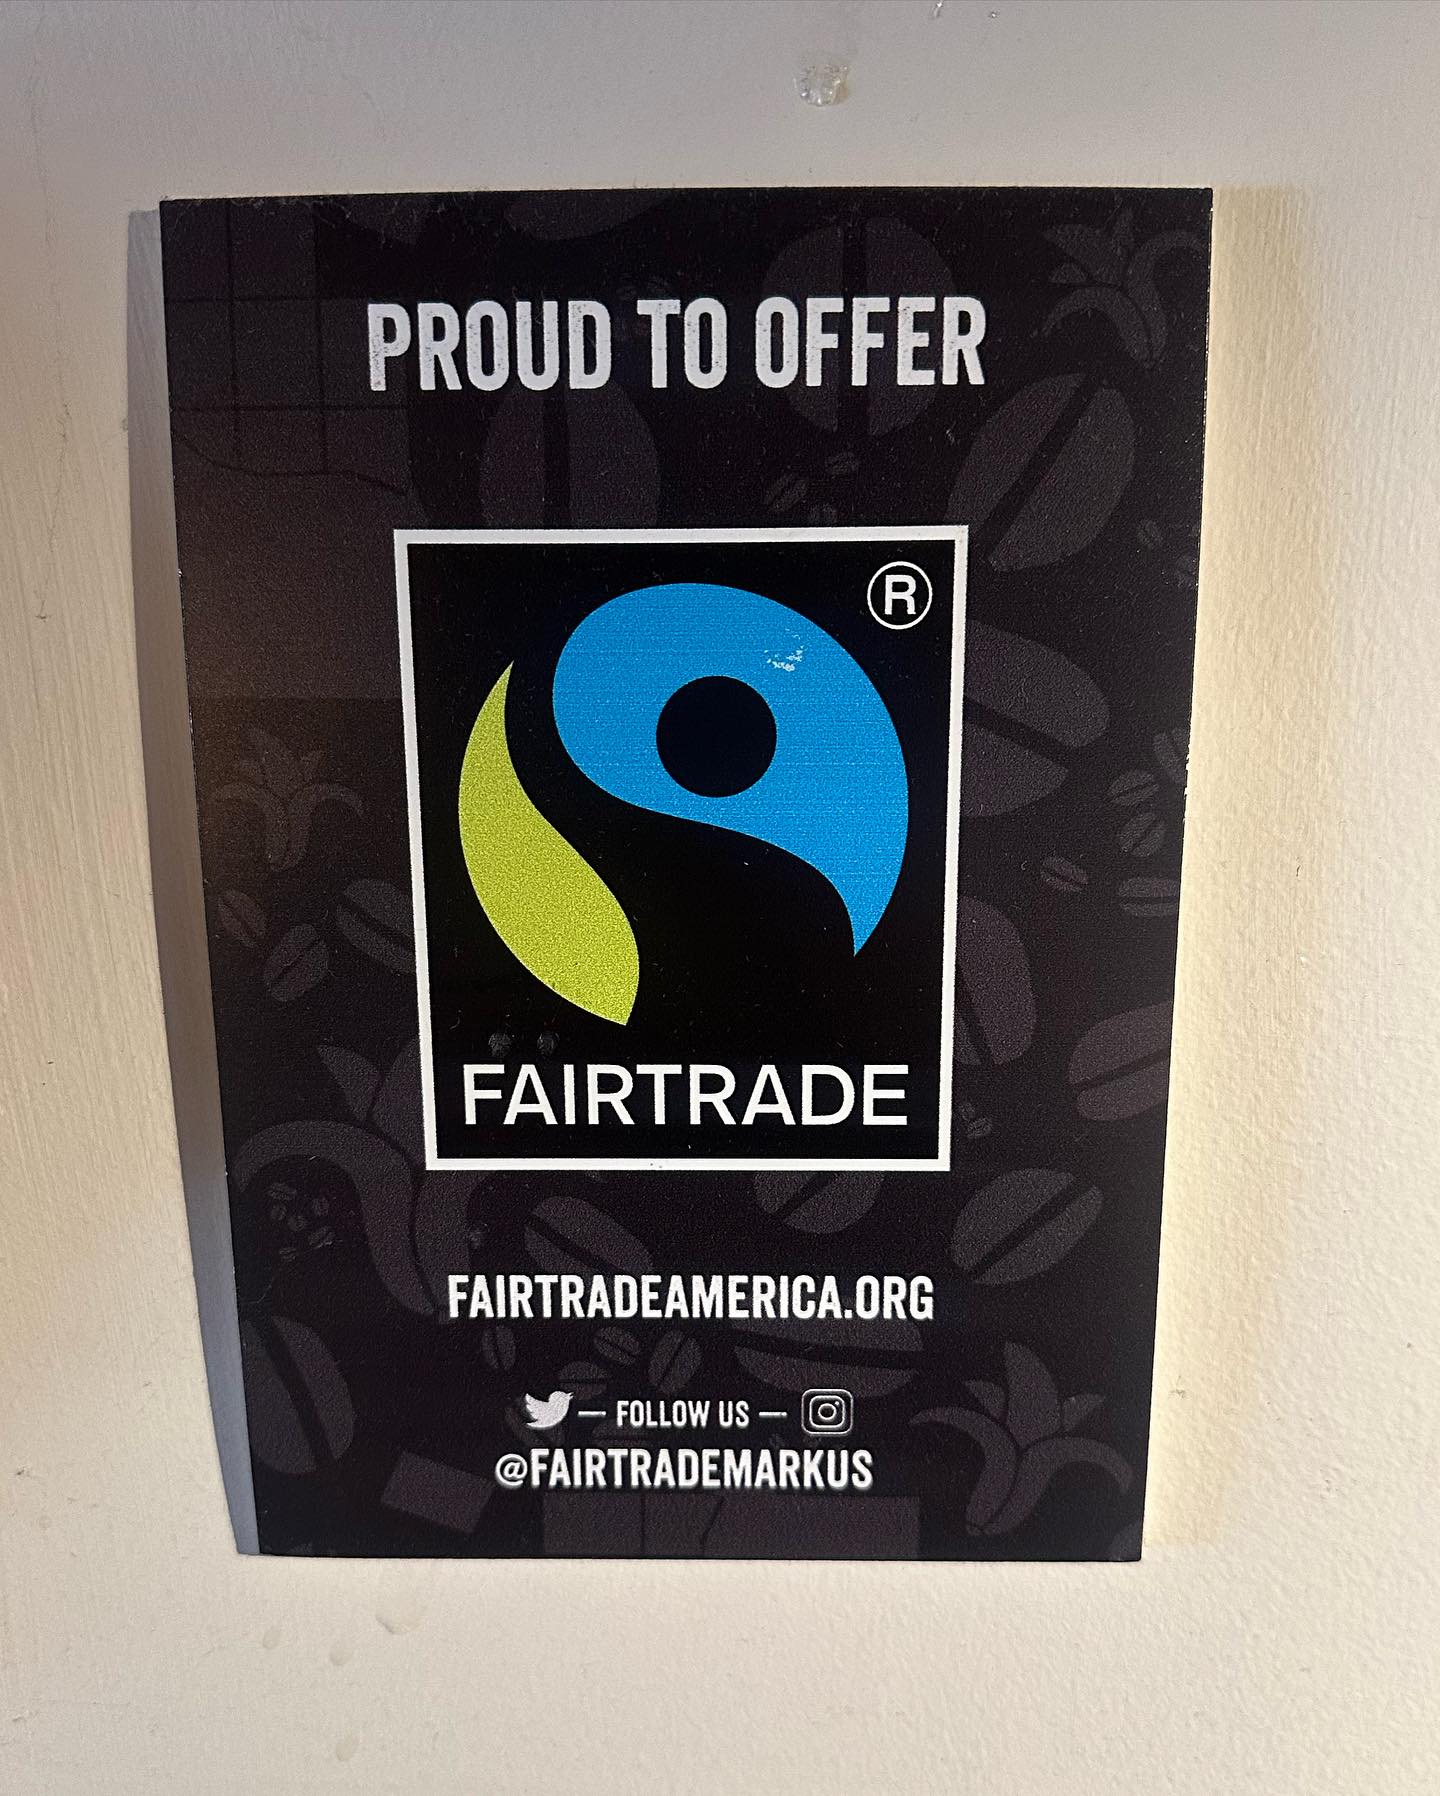 PROUD TO OFFER
®
FAIRTRADE
FAIRTRADEAMERICA.ORG
— FOLLOW US —
@FAIRTRADEMARKUS